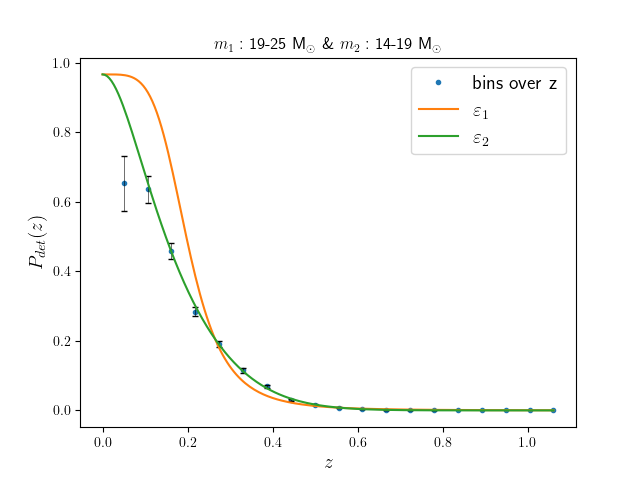 m₁ : 19-25 M☉ & m₂ : 14-19 M☉
bins over z
ε₁
ε₂
P_det(z)
1.0
0.8
0.6
0.4
0.2
0.0
0.0 0.2 0.4 0.6 0.8 1.0
z